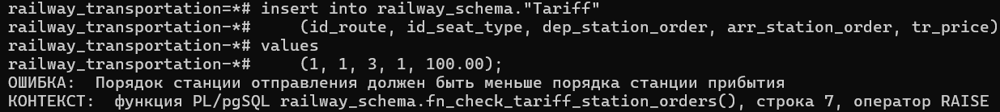 railway_transportation=*# insert into railway_schema."Tariff"
railway_transportation-*#     (id_route, id_seat_type, dep_station_order, arr_station_order, tr_price)
railway_transportation-*# values
railway_transportation-*#     (1, 1, 3, 1, 100.00);
ОШИБКА:  Порядок станции отправления должен быть меньше порядка станции прибытия
КОНТЕКСТ:  функция PL/pgSQL railway_schema.fn_check_tariff_station_orders(), строка 7, оператор RAISE